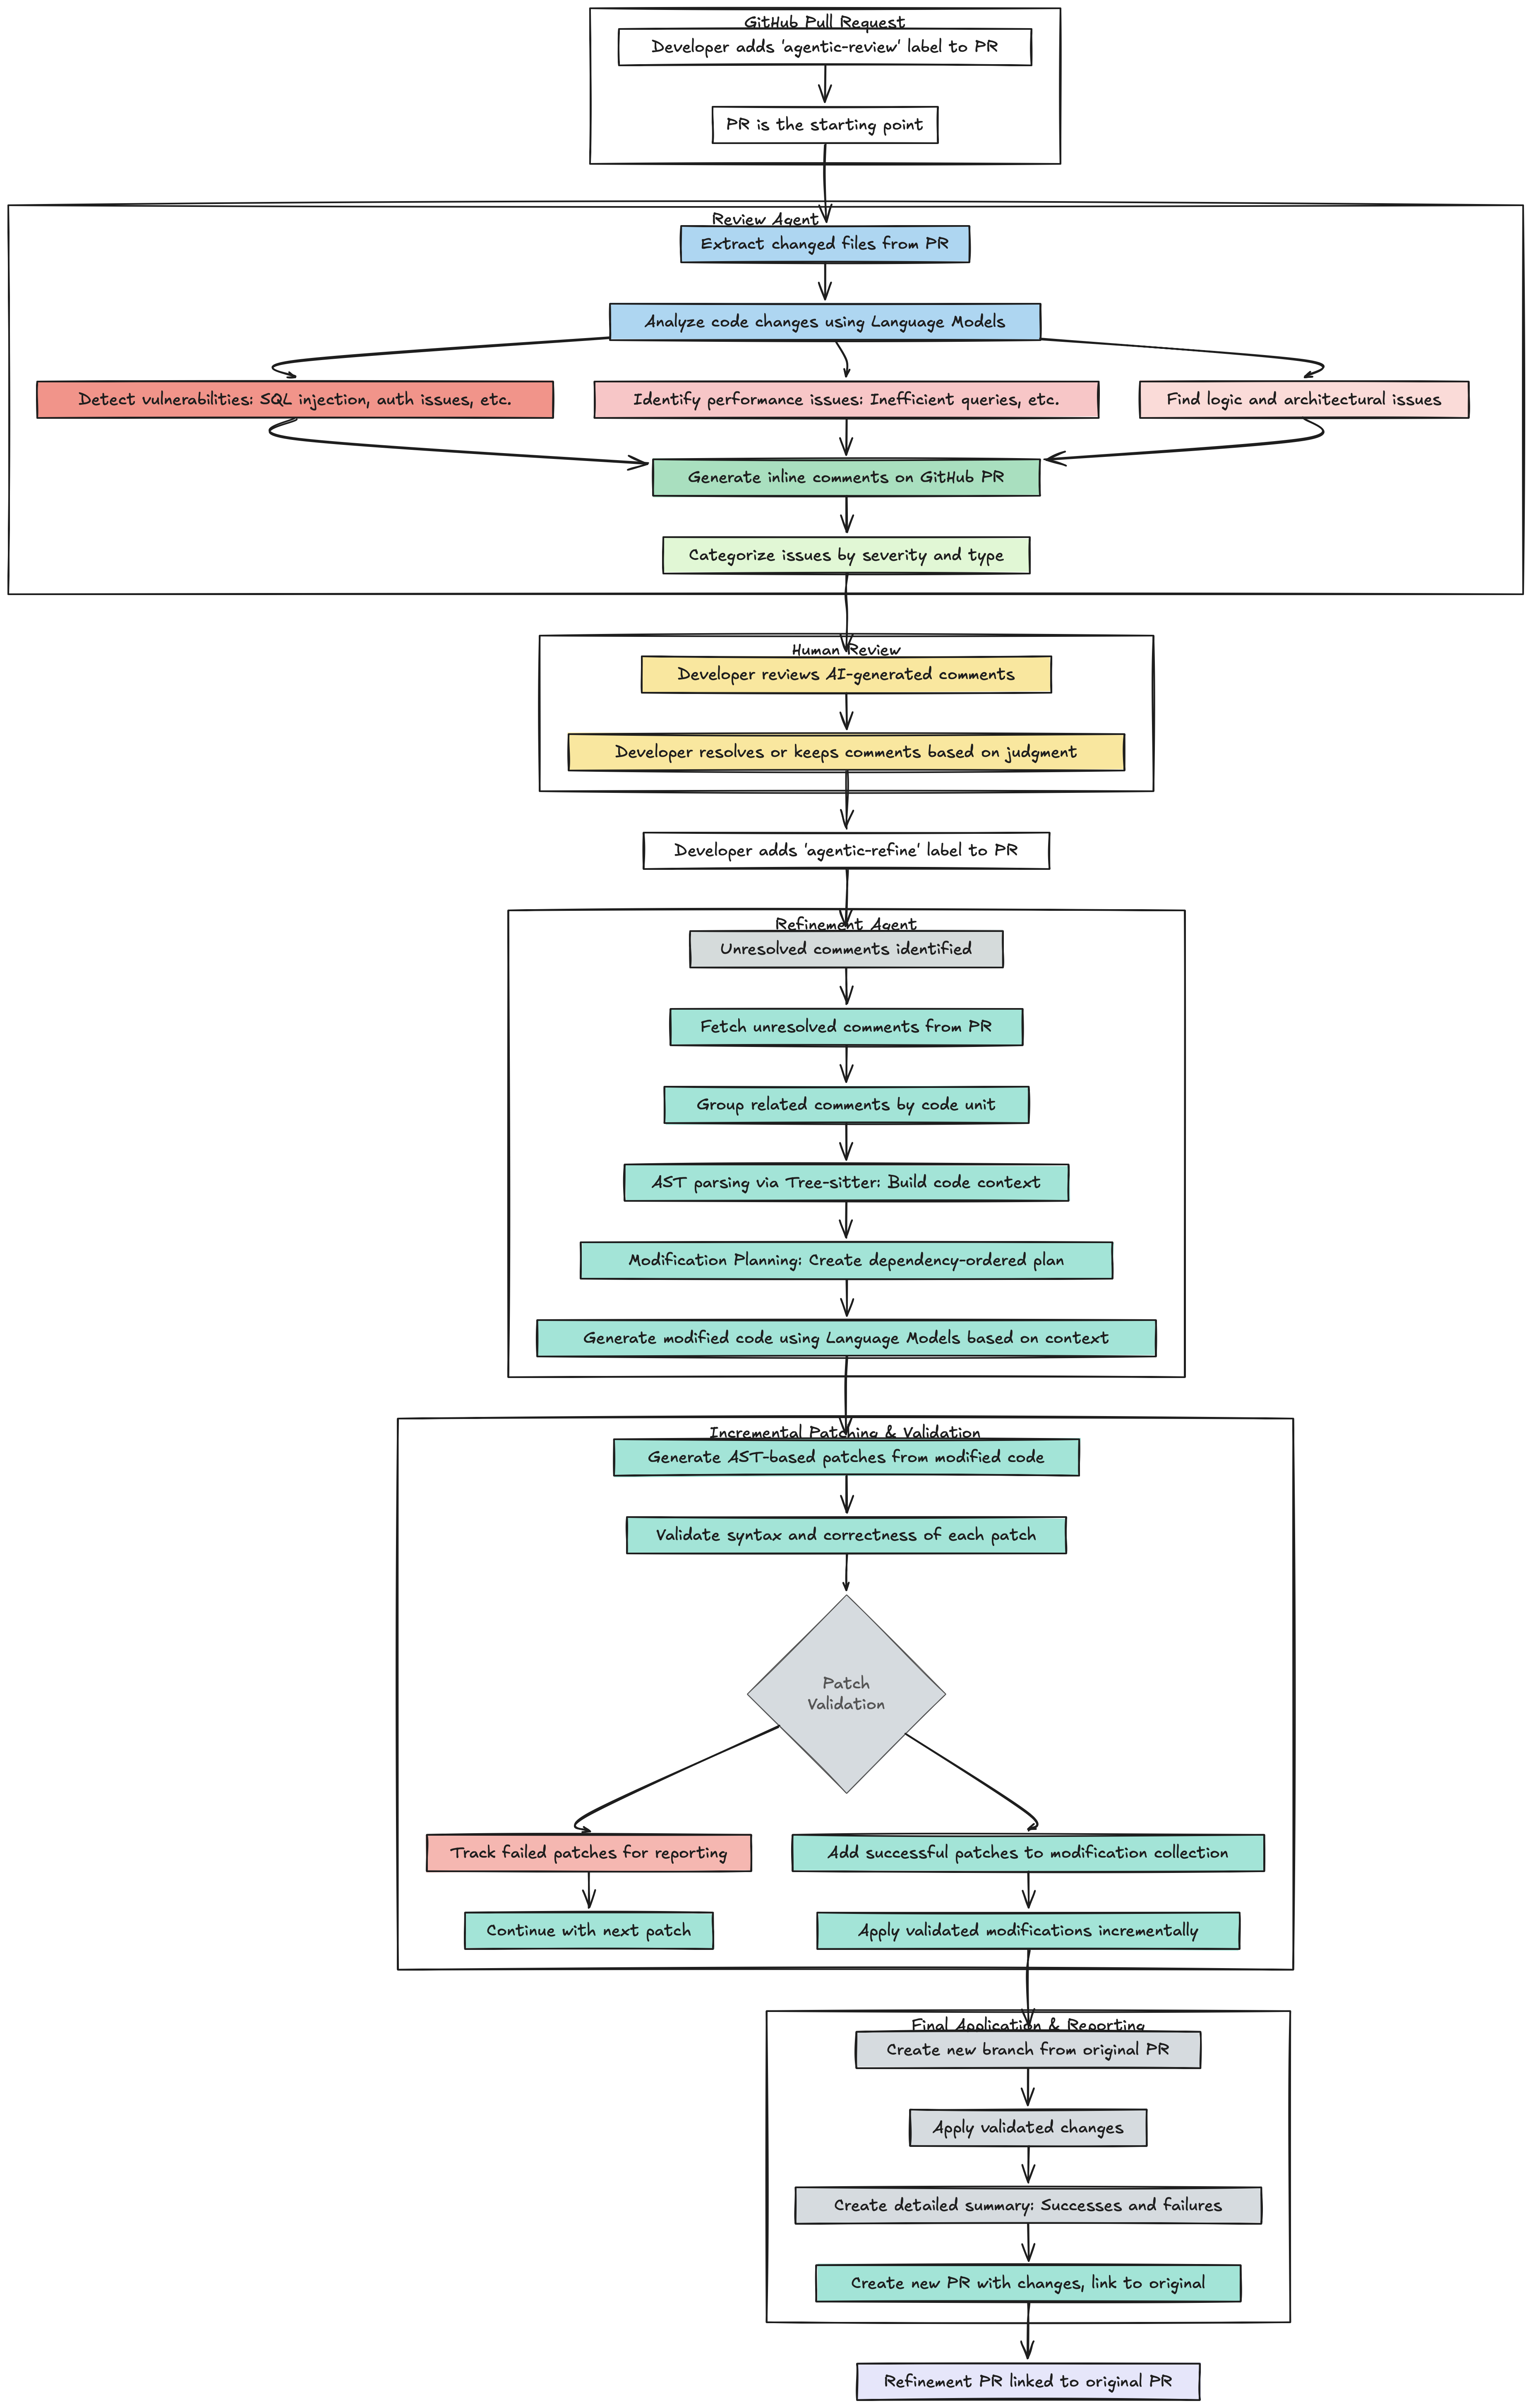 GitHub Pull Request
Developer adds 'agentic-review' label to PR
PR is the starting point
Review Agent
Extract changed files from PR
Analyze code changes using Language Models
Detect vulnerabilities: SQL injection, auth issues, etc.
Identify performance issues: Inefficient queries, etc.
Find logic and architectural issues
Generate inline comments on GitHub PR
Categorize issues by severity and type
Human Review
Developer reviews AI-generated comments
Developer resolves or keeps comments based on judgment
Developer adds 'agentic-refine' label to PR
Refinement Agent
Unresolved comments identified
Fetch unresolved comments from PR
Group related comments by code unit
AST parsing via Tree-sitter: Build code context
Modification Planning: Create dependency-ordered plan
Generate modified code using Language Models based on context
Incremental Patching & Validation
Generate AST-based patches from modified code
Validate syntax and correctness of each patch
Patch
Validation
Track failed patches for reporting
Add successful patches to modification collection
Continue with next patch
Apply validated modifications incrementally
Final Application & Reporting
Create new branch from original PR
Apply validated changes
Create detailed summary: Successes and failures
Create new PR with changes, link to original
Refinement PR linked to original PR